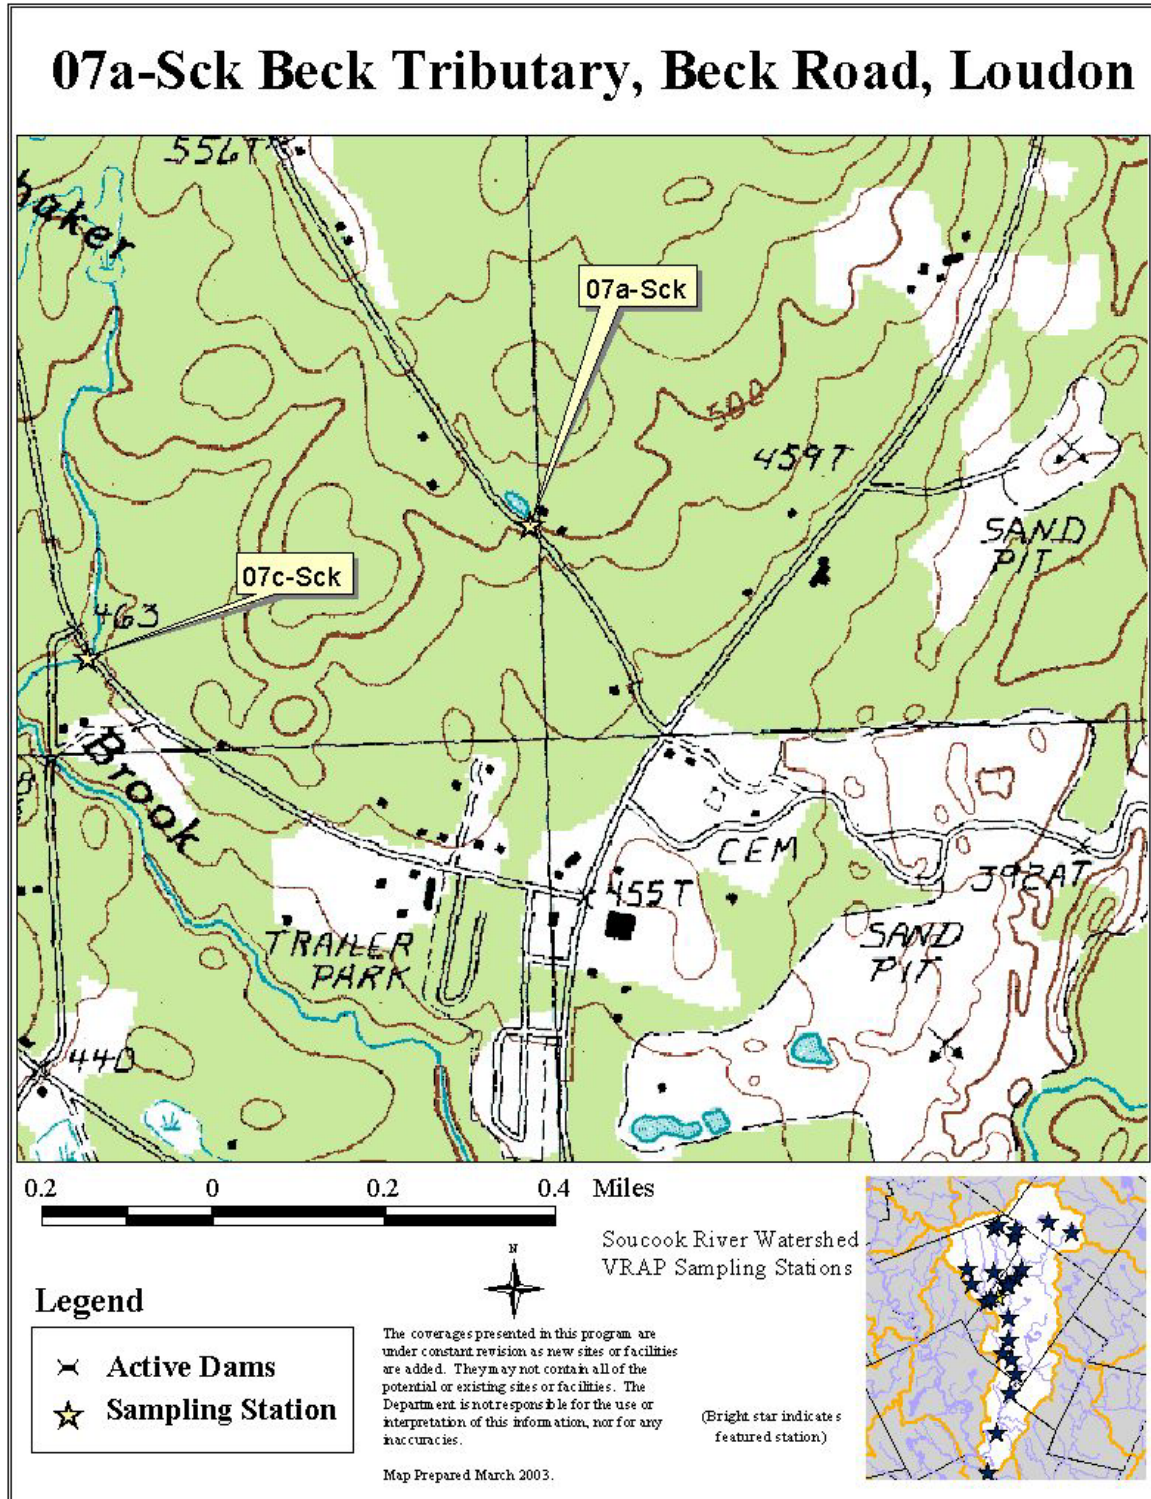 07a-Sck Beck Tributary, Beck Road, Loudon
556T
haker
07a-Sck
500
459T
SAND
PIT
07c-Sck
463
Brook
CEM
392AT
455T
TRAILER
PARK
SAND
PIT
440
0.2 0 0.2 0.4 Miles
Soucook River Watershed
VRAP Sampling Stations
N
Legend
Active Dams
Sampling Station
The coverages presented in this program are
under constant revision as new sites or facilities
are added. They may not contain all of the
potential or existing sites or facilities. The
Department is not responsible for the use or
interpretation of this information, nor for any
inaccuracies.
Map Prepared March 2003.
(Bright star indicates
featured station)